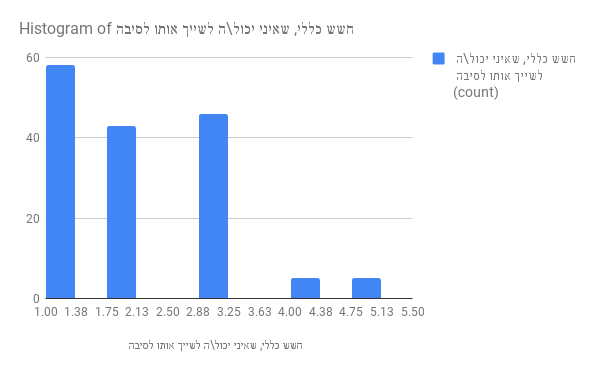 Histogram of חשש כללי, שאיני יכול\ה לשייך אותו לסיבה
60
40
20
0
חשש כללי, שאיני יכול\ה
לשייך אותו לסיבה
(count)
1.00 1.38 1.75 2.13 2.50 2.88 3.25 3.63 4.00 4.38 4.75 5.13 5.50
חשש כללי, שאיני יכול\ה לשייך אותו לסיבה